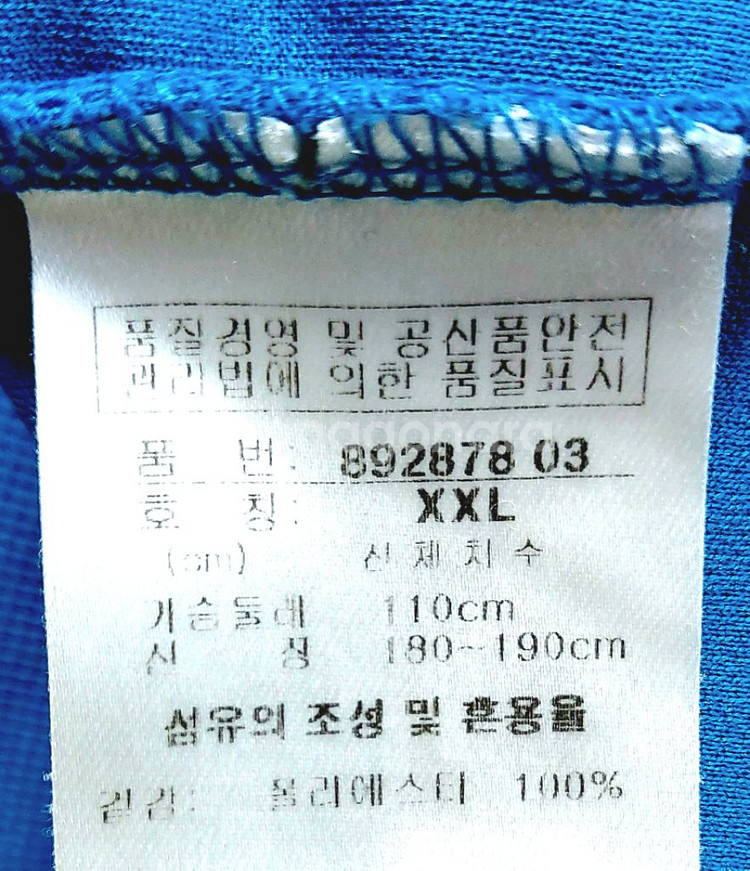 품질경영 및 공산품안전
관리법에 의한 품질표시
품 번: 892878 03
호 칭: XXL
(cm) 신체치수
가슴둘레 110cm
신 장 180~190cm
섬유의 조성 및 혼용율
겉감: 폴리에스터 100%